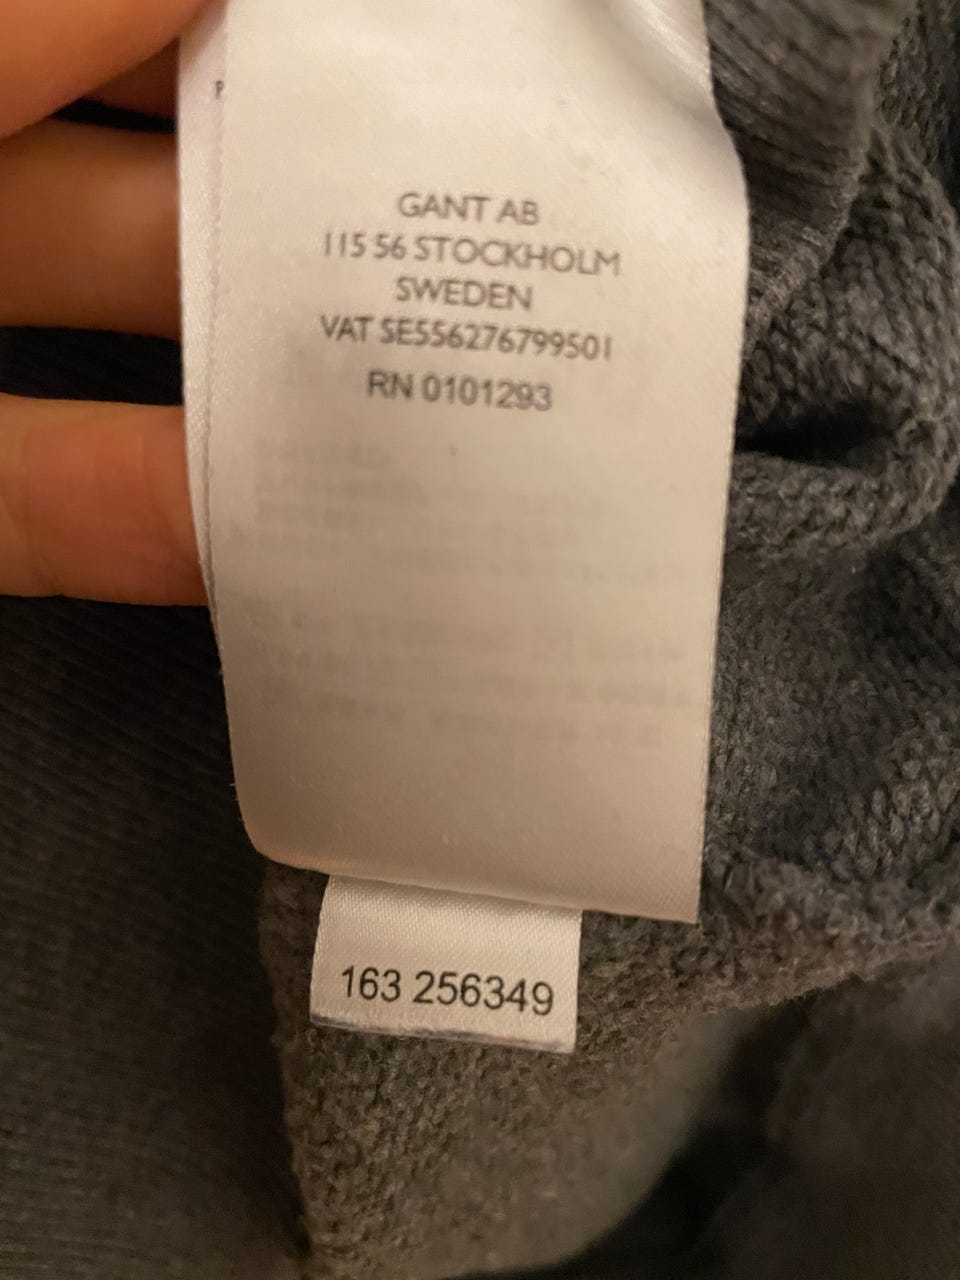 P
GANT AB
115 56 STOCKHOLM
SWEDEN
VAT SE556276799501
RN 0101293
163 256349